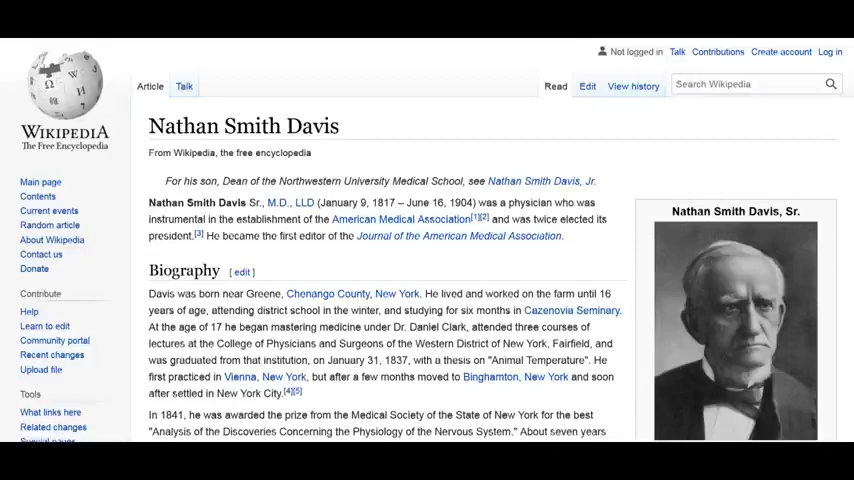 Not logged in Talk Contributions Create account Log in
Article Talk Read Edit View history Search Wikipedia
WIKIPEDIA
The Free Encyclopedia
Nathan Smith Davis
From Wikipedia, the free encyclopedia
For his son, Dean of the Northwestern University Medical School, see Nathan Smith Davis, Jr.
Nathan Smith Davis Sr., M.D., LLD (January 9, 1817 – June 16, 1904) was a physician who was
instrumental in the establishment of the American Medical Association[1][2] and was twice elected its
president.[3] He became the first editor of the Journal of the American Medical Association.
Biography [ edit ]
Davis was born near Greene, Chenango County, New York. He lived and worked on the farm until 16
years of age, attending district school in the winter, and studying for six months in Cazenovia Seminary.
At the age of 17 he began mastering medicine under Dr. Daniel Clark, attended three courses of
lectures at the College of Physicians and Surgeons of the Western District of New York, Fairfield, and
was graduated from that institution, on January 31, 1837, with a thesis on "Animal Temperature". He
first practiced in Vienna, New York, but after a few months moved to Binghamton, New York and soon
after settled in New York City.[4][5]
In 1841, he was awarded the prize from the Medical Society of the State of New York for the best
"Analysis of the Discoveries Concerning the Physiology of the Nervous System." About seven years
Nathan Smith Davis, Sr.
Main page
Contents
Current events
Random article
About Wikipedia
Contact us
Donate
Contribute
Help
Learn to edit
Community portal
Recent changes
Upload file
Tools
What links here
Related changes
Special pages